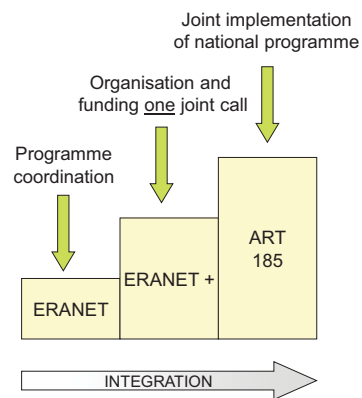 Joint implementation
of national programme
Organisation and
funding one joint call
Programme
coordination
ERANET
ERANET +
ART
185
INTEGRATION